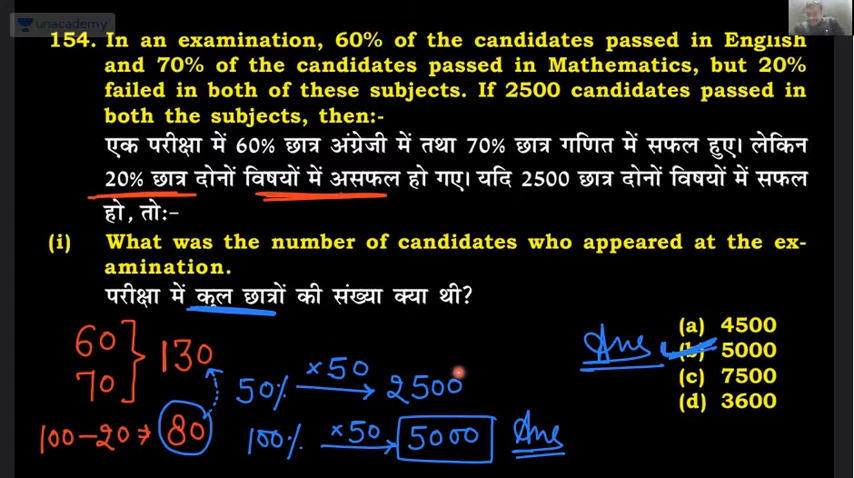 unacademy
154. In an examination, 60% of the candidates passed in English
and 70% of the candidates passed in Mathematics, but 20%
failed in both of these subjects. If 2500 candidates passed in
both the subjects, then:-
एक परीक्षा में 60% छात्र अंग्रेजी में तथा 70% छात्र गणित में सफल हुए। लेकिन
20% छात्र दोनों विषयों में असफल हो गए। यदि 2500 छात्र दोनों विषयों में सफल
हो, तोः-
(i) What was the number of candidates who appeared at the ex-
amination.
परीक्षा में कुल छात्रों की संख्या क्या थी?
(a) 4500
(b) 5000
(c) 7500
(d) 3600
Ans
60
70
130
100-20 → 80
50% ×50 → 2500
100% ×50 → 5000 Ans